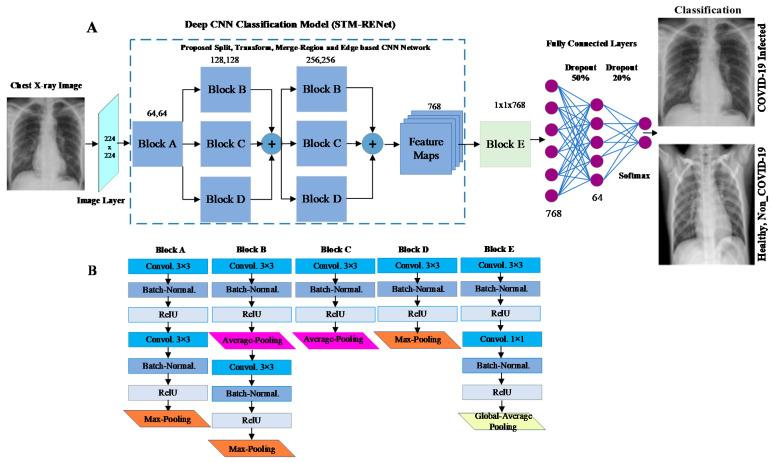 Classification
Deep CNN Classification Model (STM-RENet)
A
Proposed Split, Transform, Merge-Region and Edge based CNN Network
Fully Connected Layers
COVID-19 Infected
128,128
256,256
Dropout 50%
Dropout 20%
Chest X-ray Image
Block B
Block B
64,64
768
1x1x768
224
x
224
Block A
Block C
+
Block C
+
Feature Maps
Block E
Image Layer
Block D
Block D
Softmax
768
64
Healthy, Non_COVID-19
B
Block A
Block B
Block C
Block D
Block E
Convol. 3×3
Convol. 3×3
Convol. 3×3
Convol. 3×3
Convol. 3×3
Batch-Normal.
Batch-Normal.
Batch-Normal.
Batch-Normal.
Batch-Normal.
RelU
RelU
RelU
RelU
RelU
Convol. 3×3
Average-Pooling
Average-Pooling
Max-Pooling
Convol. 1×1
Batch-Normal.
Convol. 3×3
Batch-Normal.
RelU
Batch-Normal.
RelU
Max-Pooling
RelU
Global-Average
Pooling
Max-Pooling